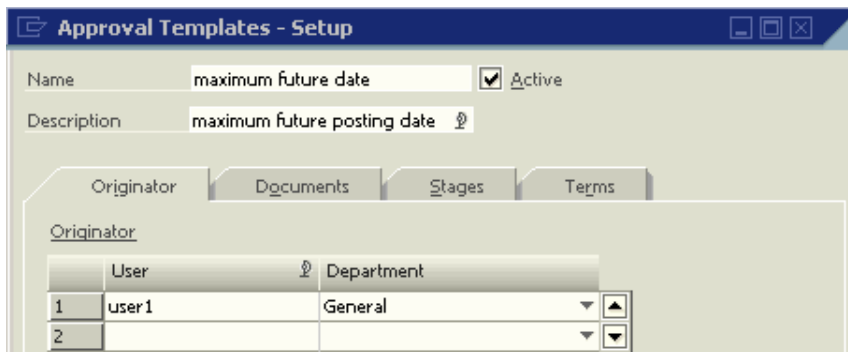 Approval Templates - Setup
Name maximum future date Active
Description maximum future posting date
Originator Documents Stages Terms
Originator
User Department
1 user1 General
2